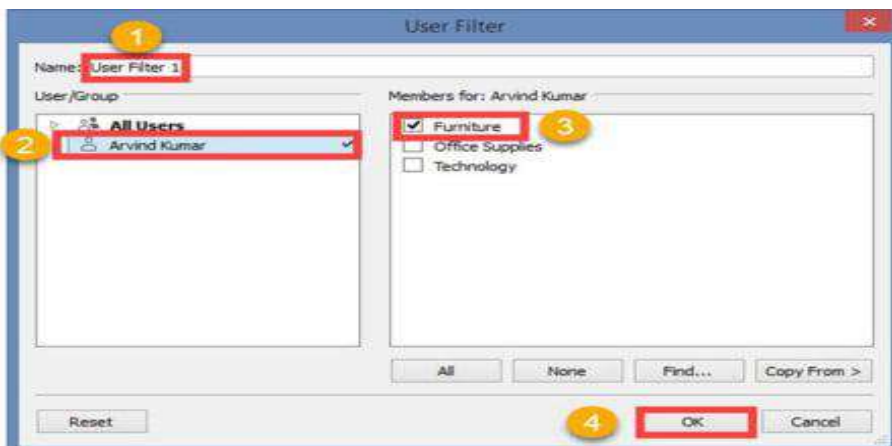 User Filter
1
Name: User Filter 1
User/Group
Members for: Arvind Kumar
All Users
2 Arvind Kumar
Furniture 3
Office Supplies
Technology
All None Find... Copy From >
Reset 4 OK Cancel